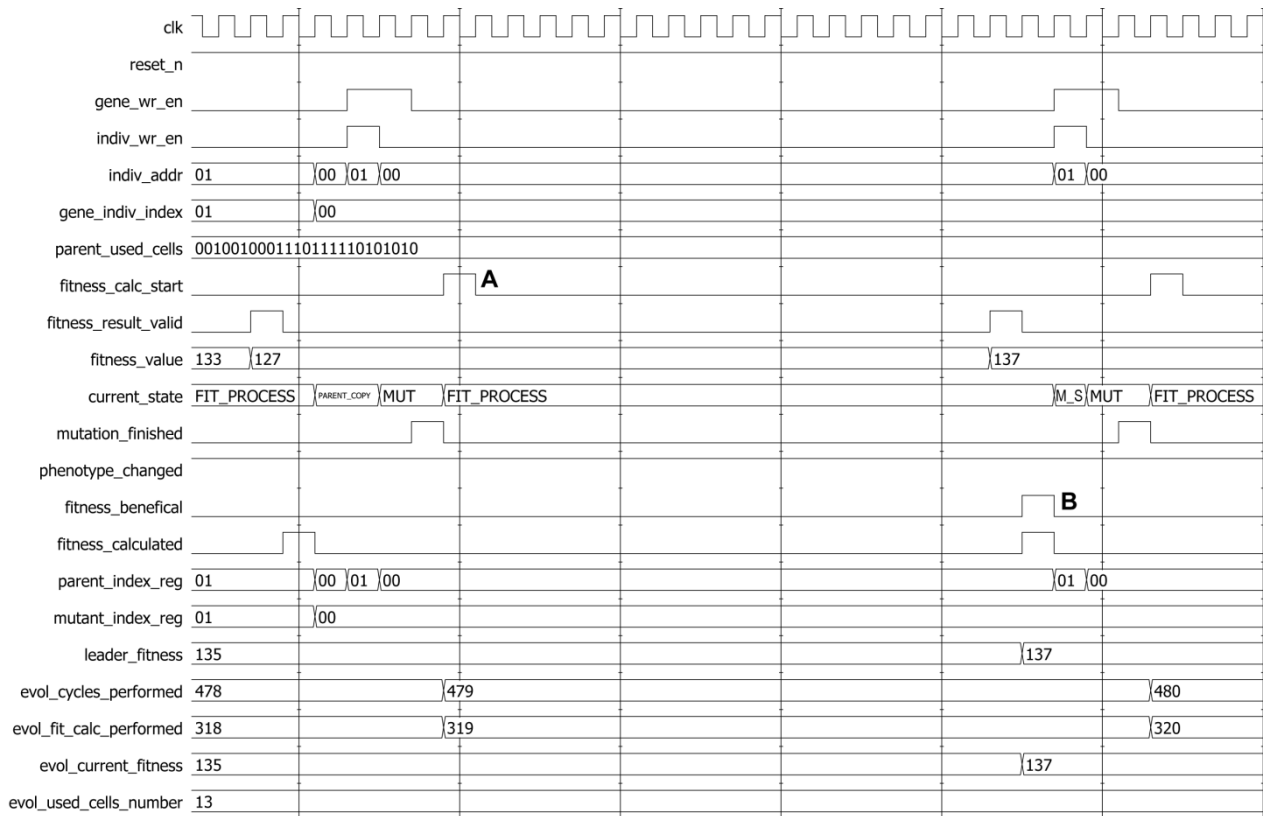 clk
reset_n
gene_wr_en
indiv_wr_en
indiv_addr 01 00 01 00 01 00
gene_indiv_index 01 00
parent_used_cells 0010010001110111110101010
fitness_calc_start A
fitness_result_valid
fitness_value 133 127 137
current_state FIT_PROCESS PARENT_COPY MUT FIT_PROCESS M_S MUT FIT_PROCESS
mutation_finished
phenotype_changed
fitness_benefical B
fitness_calculated
parent_index_reg 01 00 01 00 01 00
mutant_index_reg 01 00
leader_fitness 135 137
evol_cycles_performed 478 479 480
evol_fit_calc_performed 318 319 320
evol_current_fitness 135 137
evol_used_cells_number 13